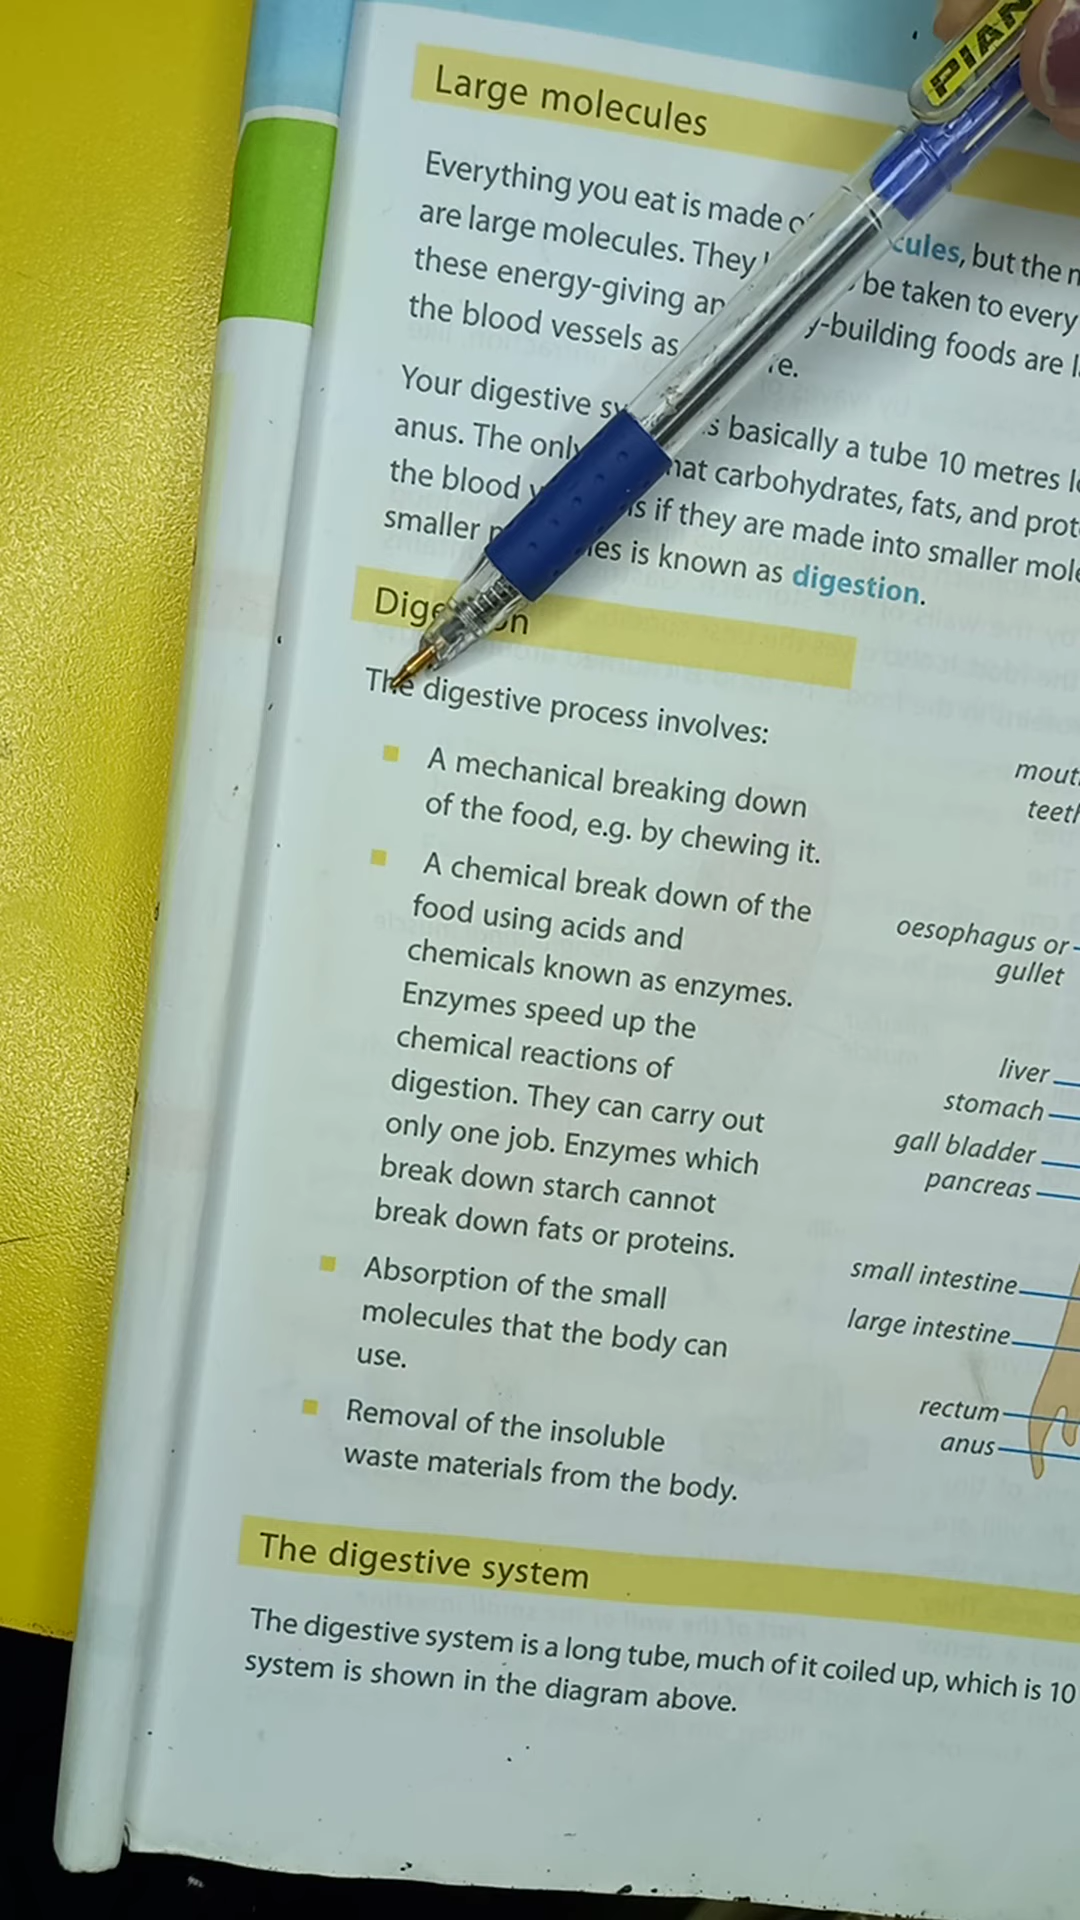 PIAN
Large molecules
Everything you eat is made cules, but the
are large molecules. They be taken to every
these energy-giving -building foods are
the blood vessels as
Your digestive s basically a tube 10 metres
anus. The only hat carbohydrates, fats, and
the blood if they are made into smaller
smaller is known as digestion.
Digestion
The digestive process involves:
A mechanical breaking down
of the food, e.g. by chewing it.
A chemical break down of the
food using acids and
chemicals known as enzymes.
Enzymes speed up the
chemical reactions of
digestion. They can carry out
only one job. Enzymes which
break down starch cannot
break down fats or proteins.
Absorption of the small
molecules that the body can
use.
Removal of the insoluble
waste materials from the body.
mouth
teeth
oesophagus or
gullet
liver
stomach
gall bladder
pancreas
small intestine
large intestine
rectum
anus
The digestive system
The digestive system is a long tube, much of it coiled up, which is 10
system is shown in the diagram above.